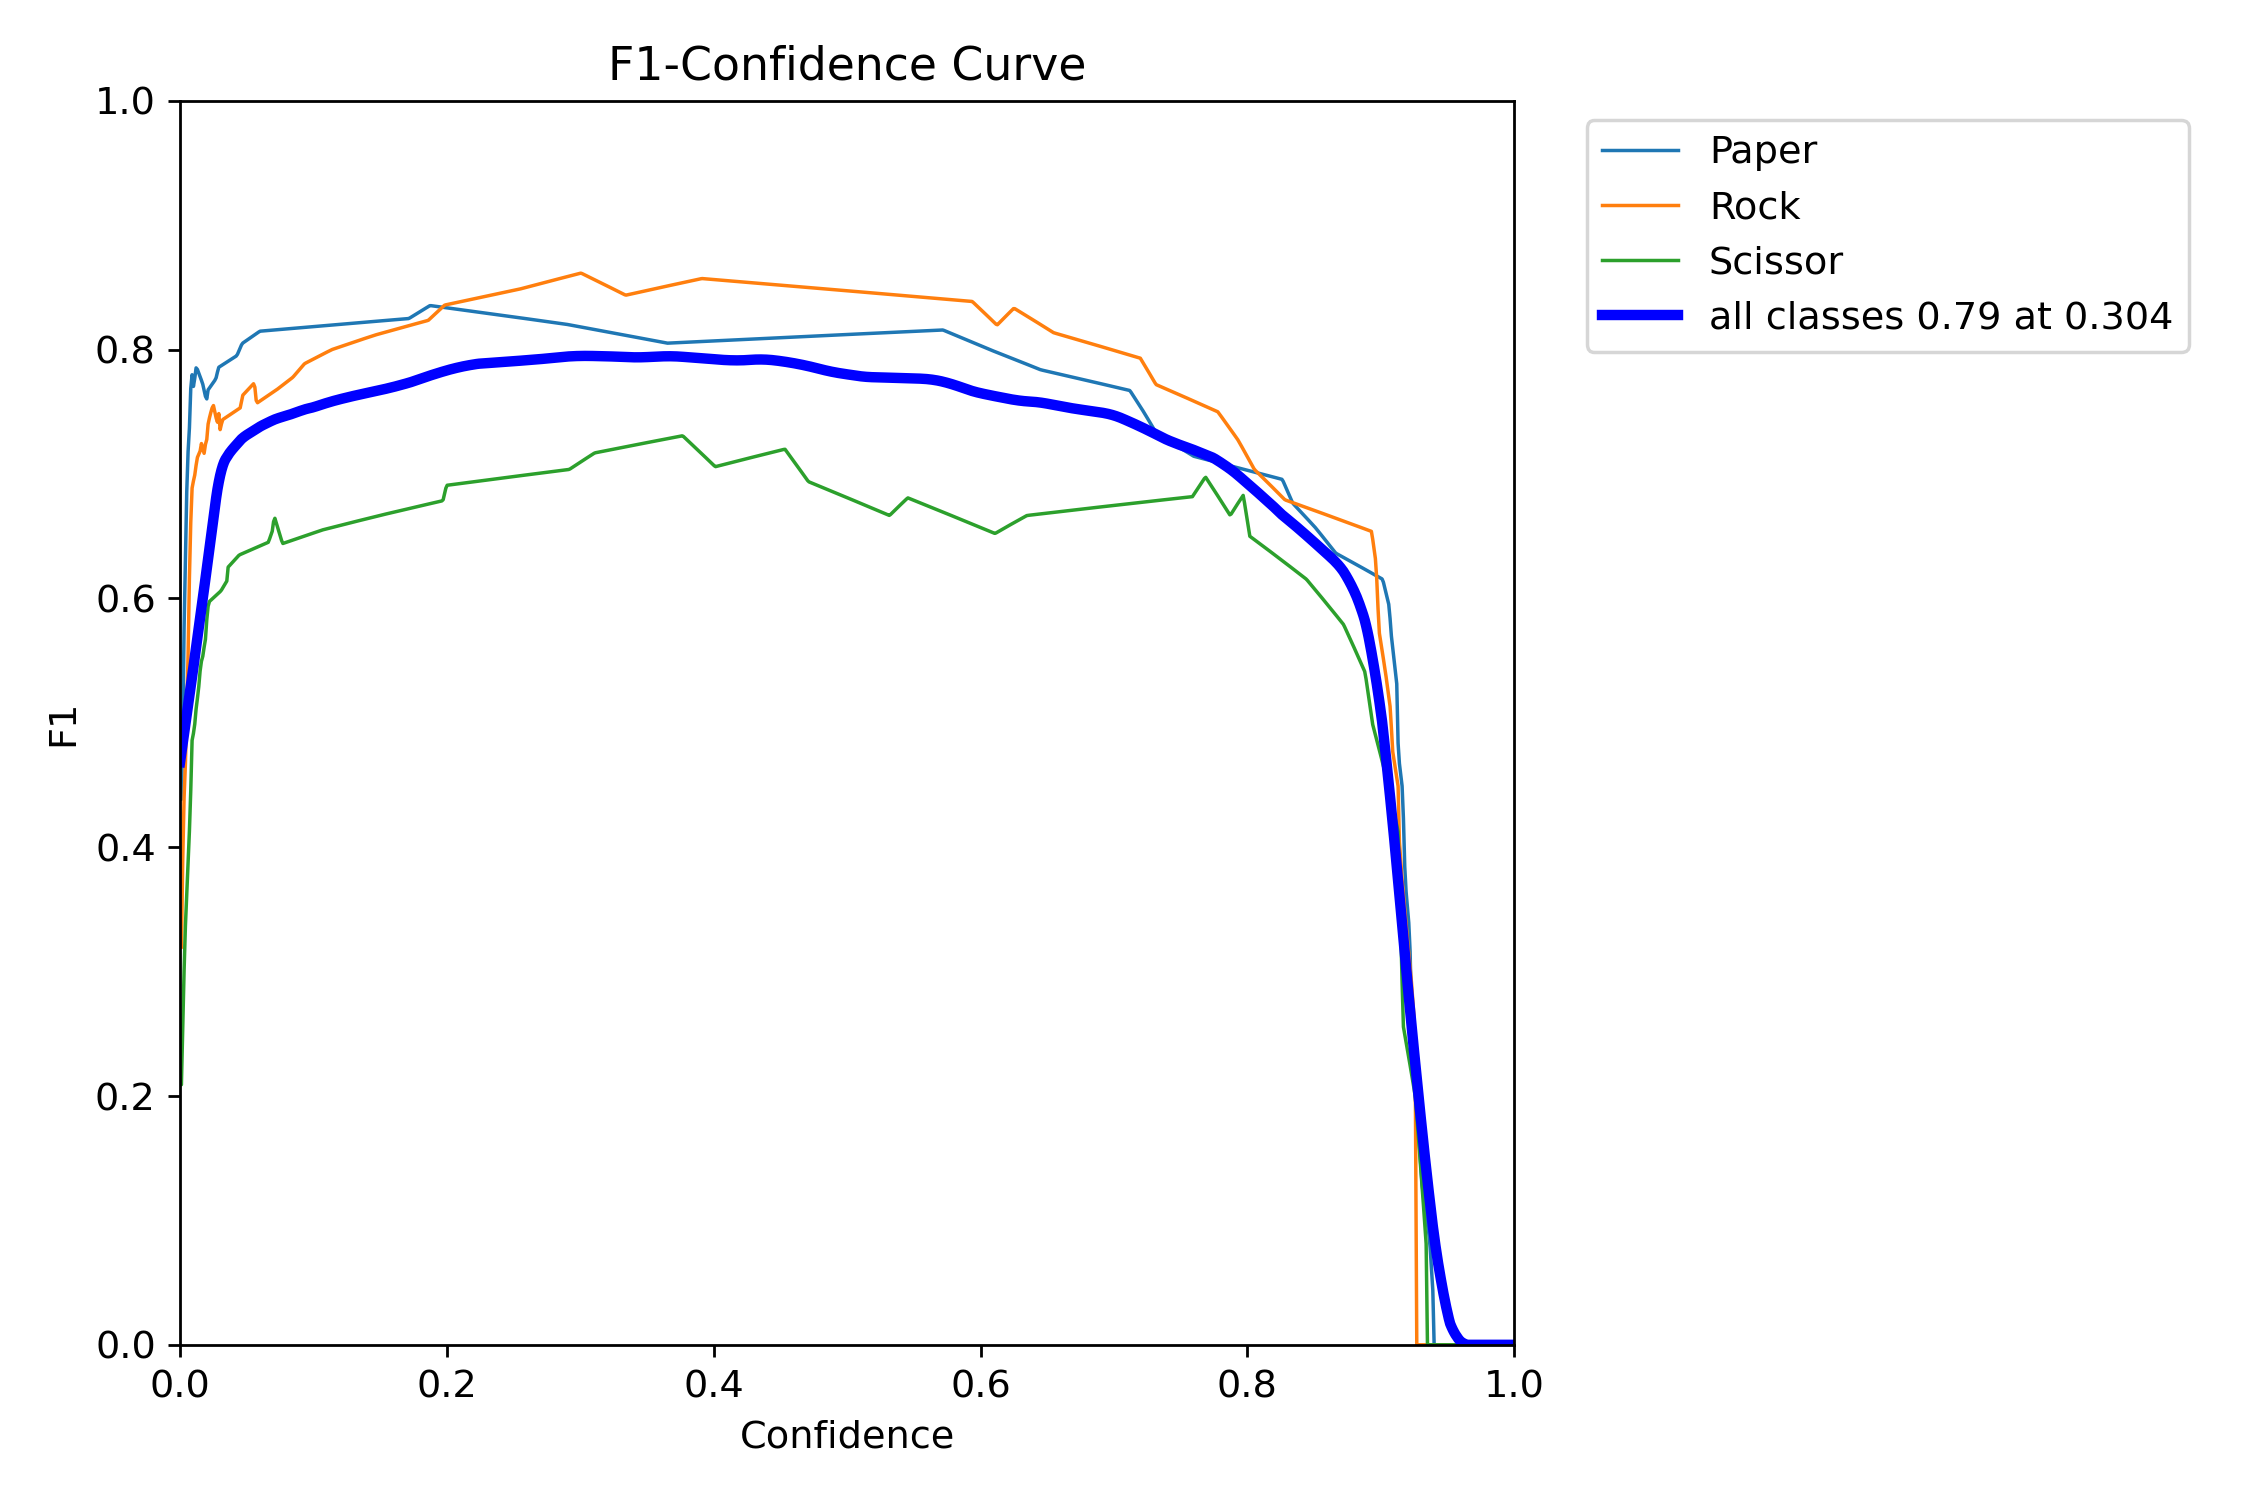 F1-Confidence Curve
1.0
0.8
0.6
0.4
0.2
0.0
F1
0.0 0.2 0.4 0.6 0.8 1.0
Confidence
Paper
Rock
Scissor
all classes 0.79 at 0.304